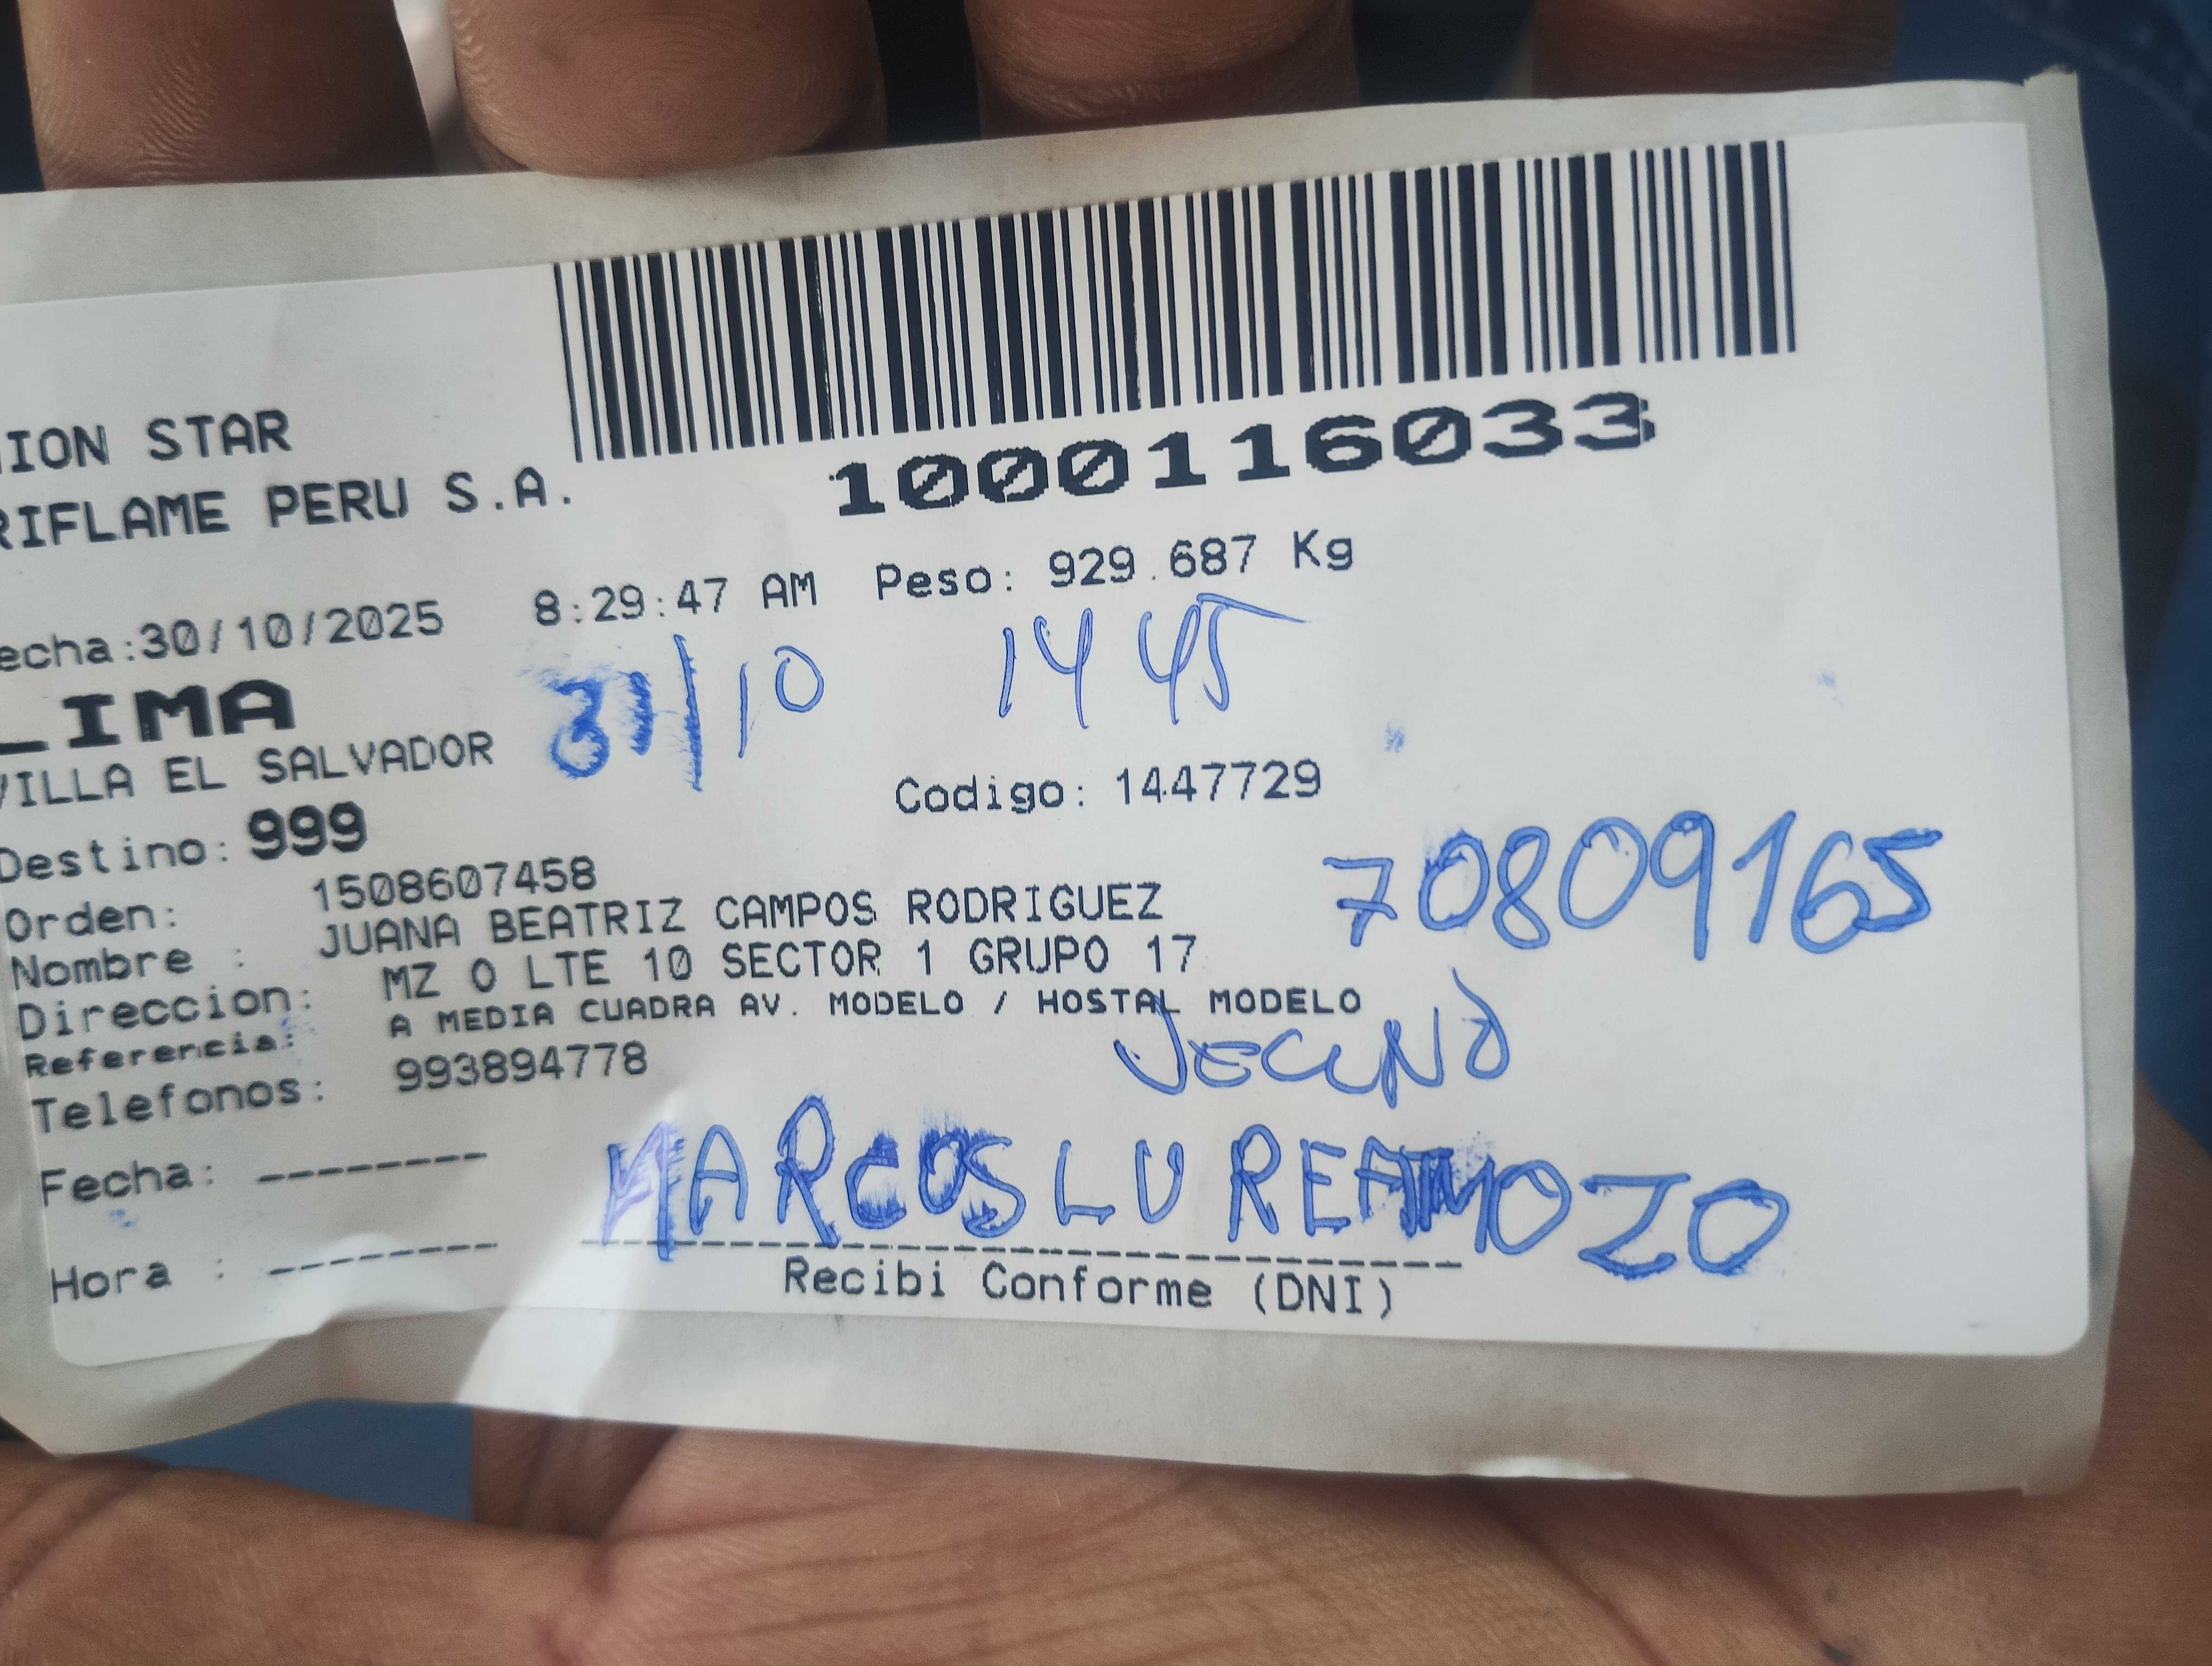 ION STAR
RIFLAME PERU S.A.
1000116033
echa:30/10/2025 8:29:47 AM Peso: 929.687 Kg
31/10 1445
LIMA
VILLA EL SALVADOR
Codigo: 1447729
Destino: 999
Orden: 1508607458
70809165
Nombre : JUANA BEATRIZ CAMPOS RODRIGUEZ
Direccion: MZ O LTE 10 SECTOR 1 GRUPO 17
Referencia: A MEDIA CUADRA AV. MODELO / HOSTAL MODELO
Telefonos: 993894778
VECINO
MARCOS LU REATMOZO
Fecha: --------
Hora : --------
Recibi Conforme (DNI)